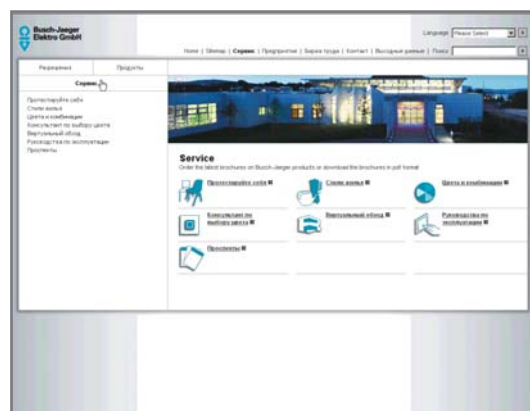 Busch-Jaeger
Elektro GmbH
Language Please Select
Home | Sitemap | Сервис | Предприятие | Биржа труда | Контакт | Выходные данные | Поиск
Разрешения Продукты
Сервис
Протестируйте себя
Стили жилья
Цвета и комбинации
Консультант по выбору цвета
Виртуальный обход
Руководства по эксплуатации
Проспекты
Service
Order the latest brochures on Busch-Jaeger products or download the brochures in pdf format
Протестируйте себя
Стили жилья
Цвета и комбинации
Консультант по
выбору цвета
Виртуальный обход
Руководства по
эксплуатации
Проспекты